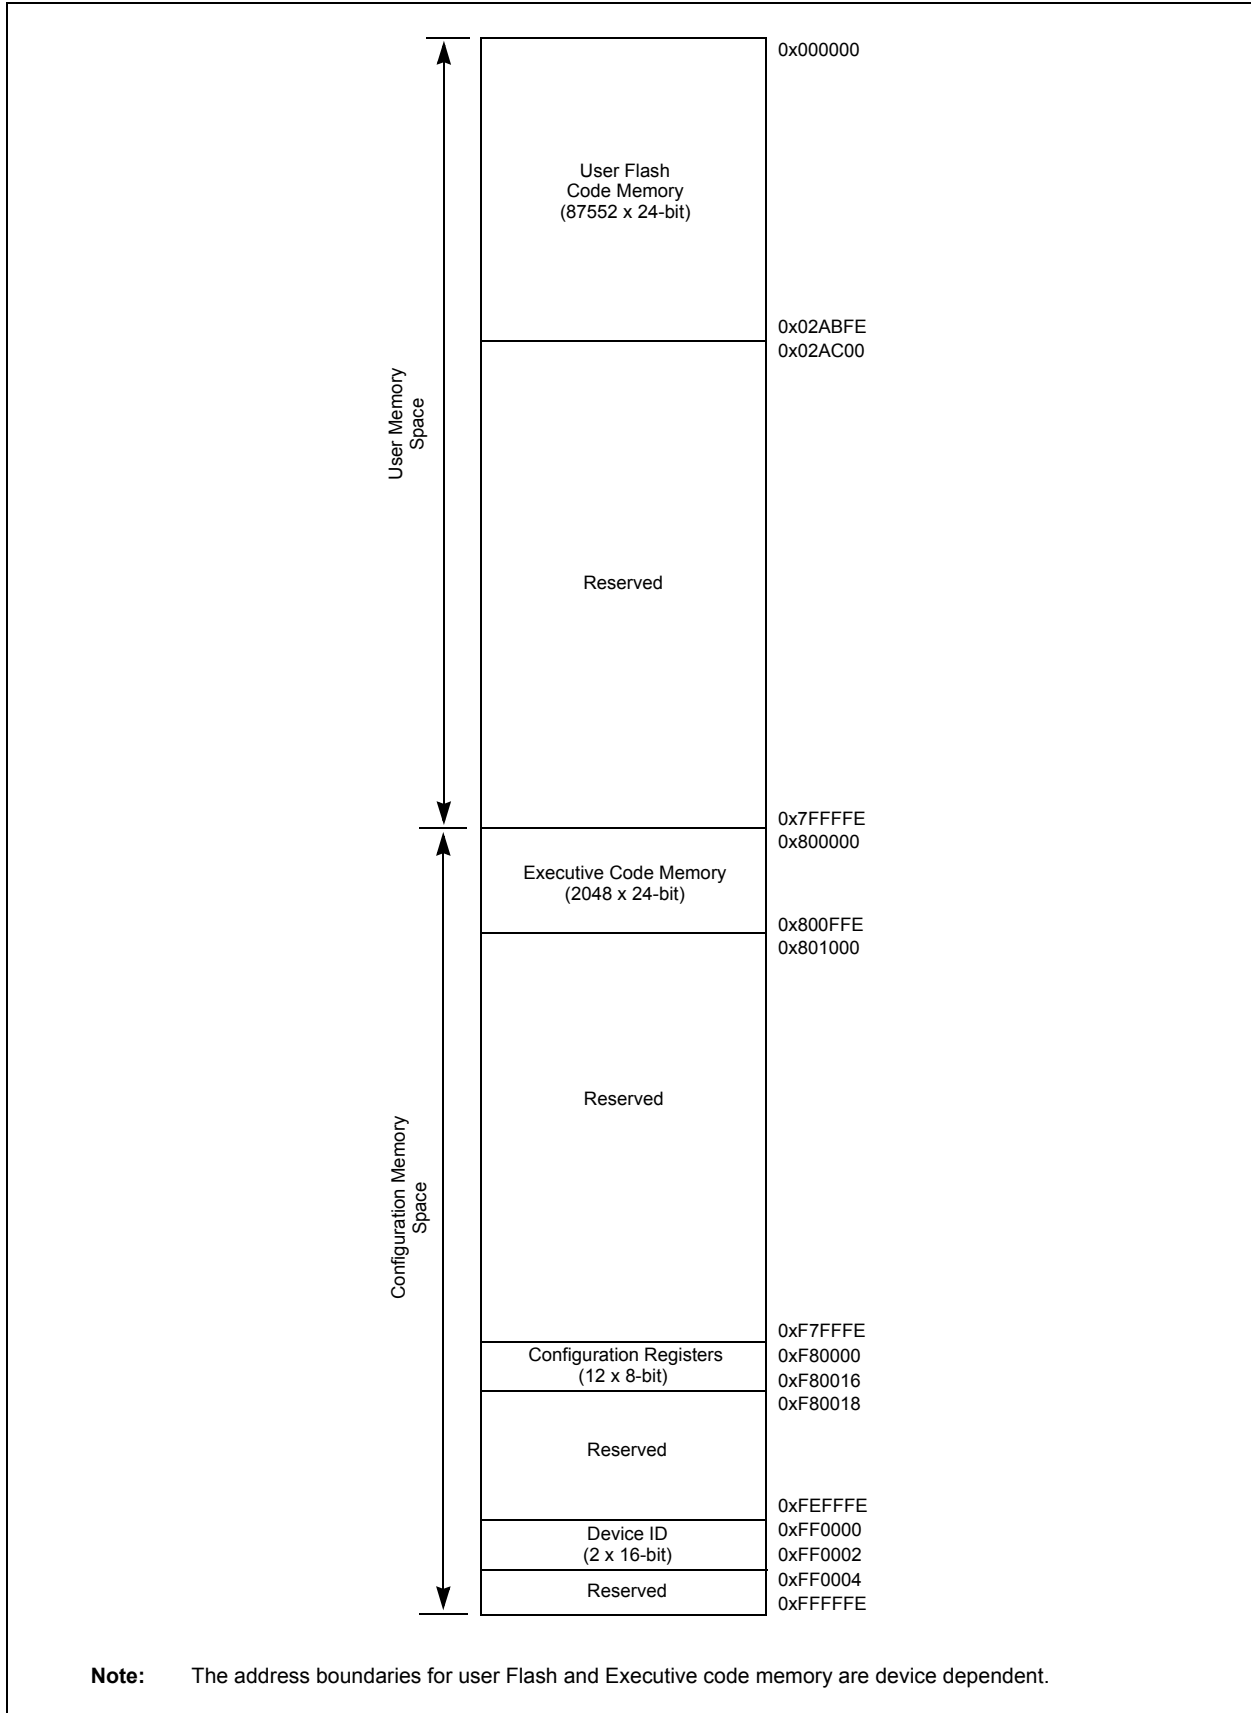 0x000000
User Flash
Code Memory
(87552 x 24-bit)
0x02ABFE
0x02AC00
User Memory
Space
Reserved
0x7FFFFE
0x800000
Executive Code Memory
(2048 x 24-bit)
0x800FFE
0x801000
Reserved
Configuration Memory
Space
0xF7FFFE
Configuration Registers
(12 x 8-bit)
0xF80000
0xF80016
0xF80018
Reserved
0xFEFFFE
Device ID
(2 x 16-bit)
0xFF0000
0xFF0002
0xFF0004
Reserved
0xFFFFFE
Note: The address boundaries for user Flash and Executive code memory are device dependent.